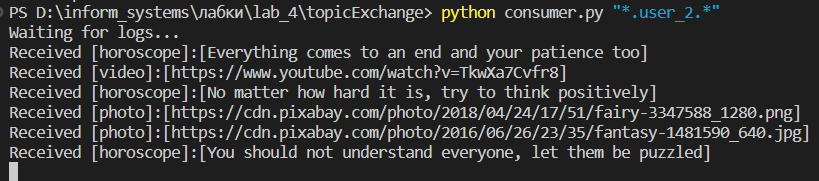 PS D:\inform_systems\лабки\lab_4\topicExchange> python consumer.py "*.user_2.*"
Waiting for logs...
Received [horoscope]:[Everything comes to an end and your patience too]
Received [video]:[https://www.youtube.com/watch?v=TkwXa7Cvfr8]
Received [horoscope]:[No matter how hard it is, try to think positively]
Received [photo]:[https://cdn.pixabay.com/photo/2018/04/24/17/51/fairy-3347588_1280.png]
Received [photo]:[https://cdn.pixabay.com/photo/2016/06/26/23/35/fantasy-1481590_640.jpg]
Received [horoscope]:[You should not understand everyone, let them be puzzled]